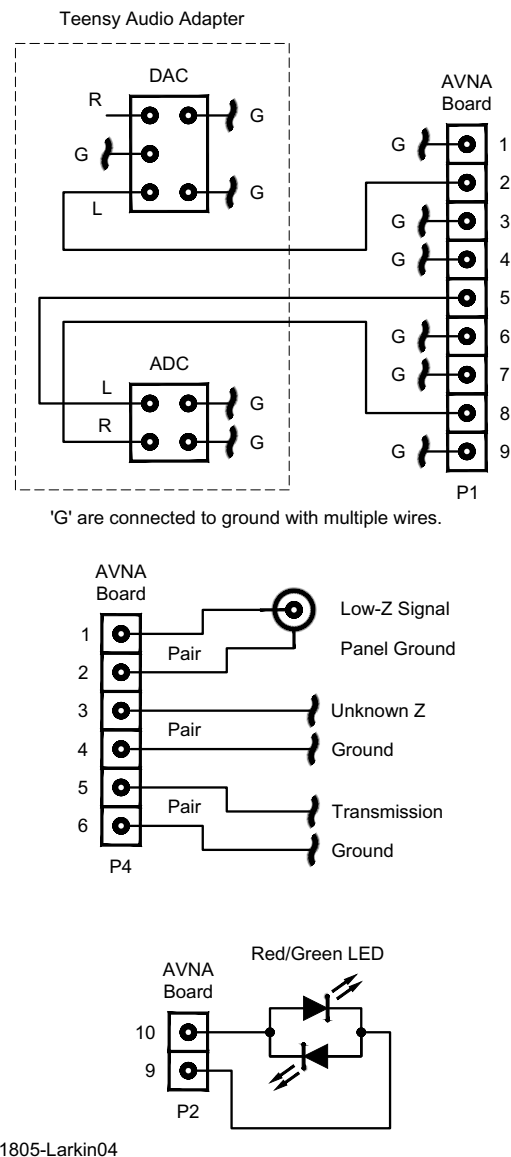 Teensy Audio Adapter
DAC
AVNA
Board
R
G
G
G
L
G
1
2
G
3
G
4
5
G
6
G
7
8
G
9
ADC
L
G
R
G
P1
'G' are connected to ground with multiple wires.
AVNA
Board
1
Pair
Low-Z Signal
2
Panel Ground
3
Pair
Unknown Z
4
Ground
5
Pair
Transmission
6
Ground
P4
Red/Green LED
AVNA
Board
10
9
P2
1805-Larkin04